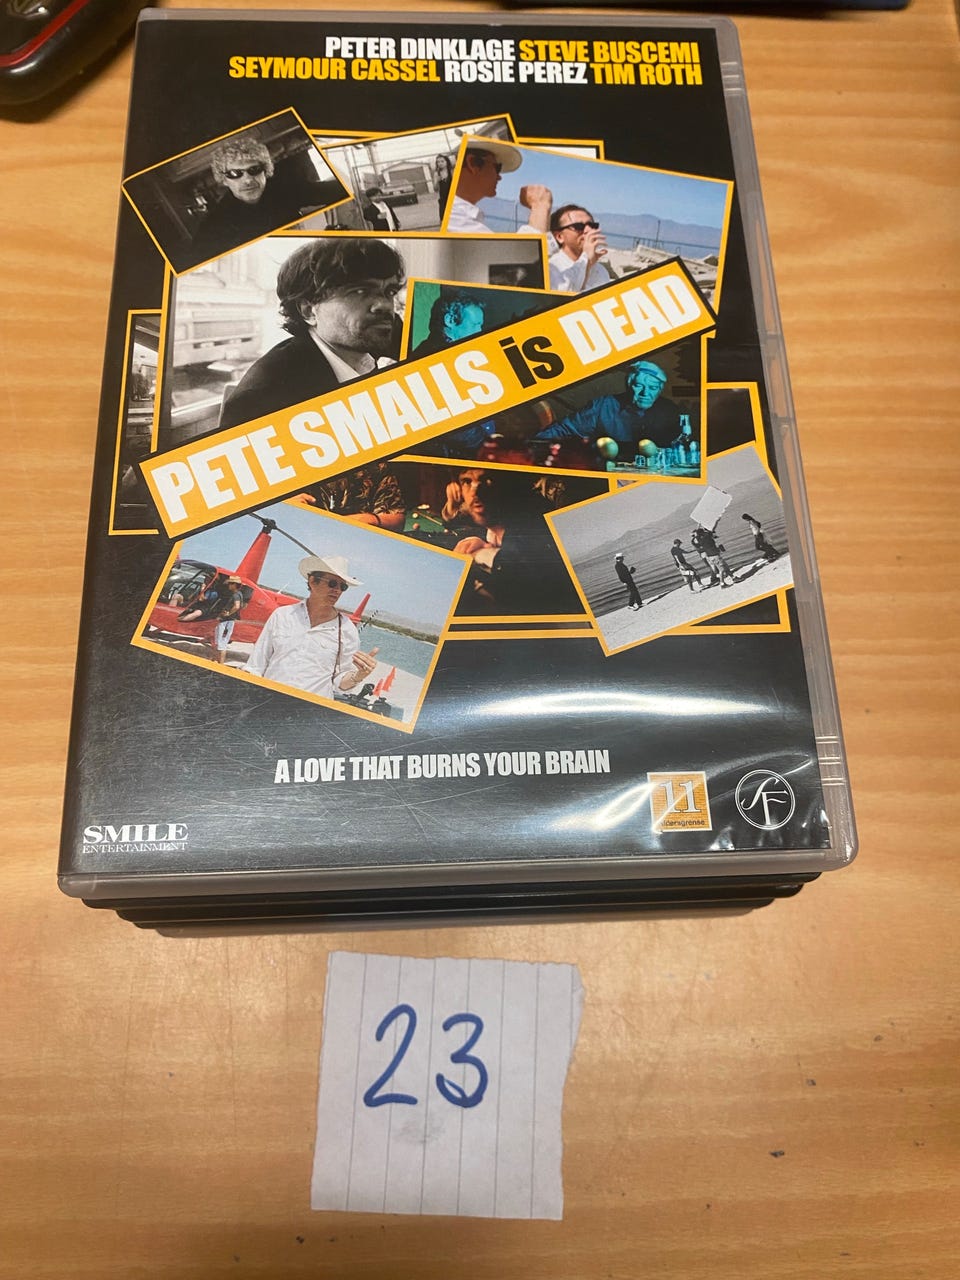 PETER DINKLAGE STEVE BUSCEMI
SEYMOUR CASSEL ROSIE PEREZ TIM ROTH
PETE SMALLS is DEAD
A LOVE THAT BURNS YOUR BRAIN
11
aldersgrense
SF
SMILE
ENTERTAINMENT
23